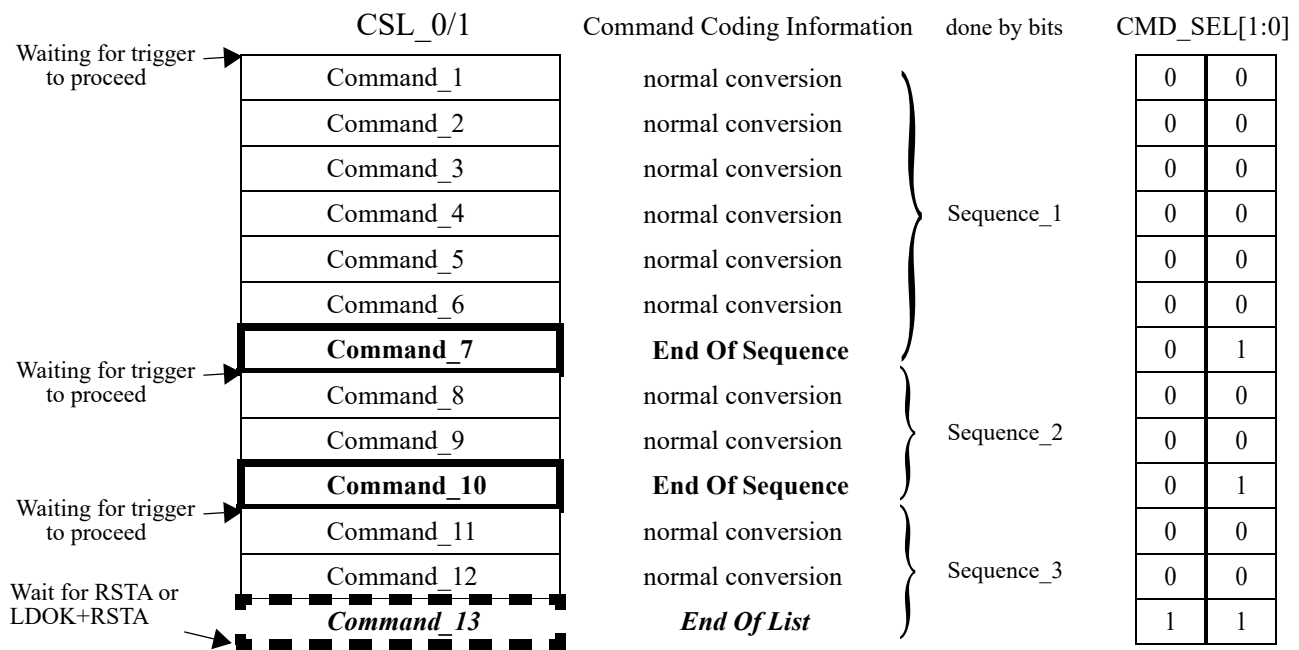 CSL_0/1 Command Coding Information done by bits CMD_SEL[1:0]
Waiting for trigger
to proceed
Command_1 normal conversion 0 0
Command_2 normal conversion 0 0
Command_3 normal conversion 0 0
Command_4 normal conversion Sequence_1 0 0
Command_5 normal conversion 0 0
Command_6 normal conversion 0 0
Command_7 End Of Sequence 0 1
Waiting for trigger
to proceed
Command_8 normal conversion 0 0
Command_9 normal conversion Sequence_2 0 0
Command_10 End Of Sequence 0 1
Waiting for trigger
to proceed
Command_11 normal conversion 0 0
Command_12 normal conversion Sequence_3 0 0
Wait for RSTA or
LDOK+RSTA
Command_13 End Of List 1 1